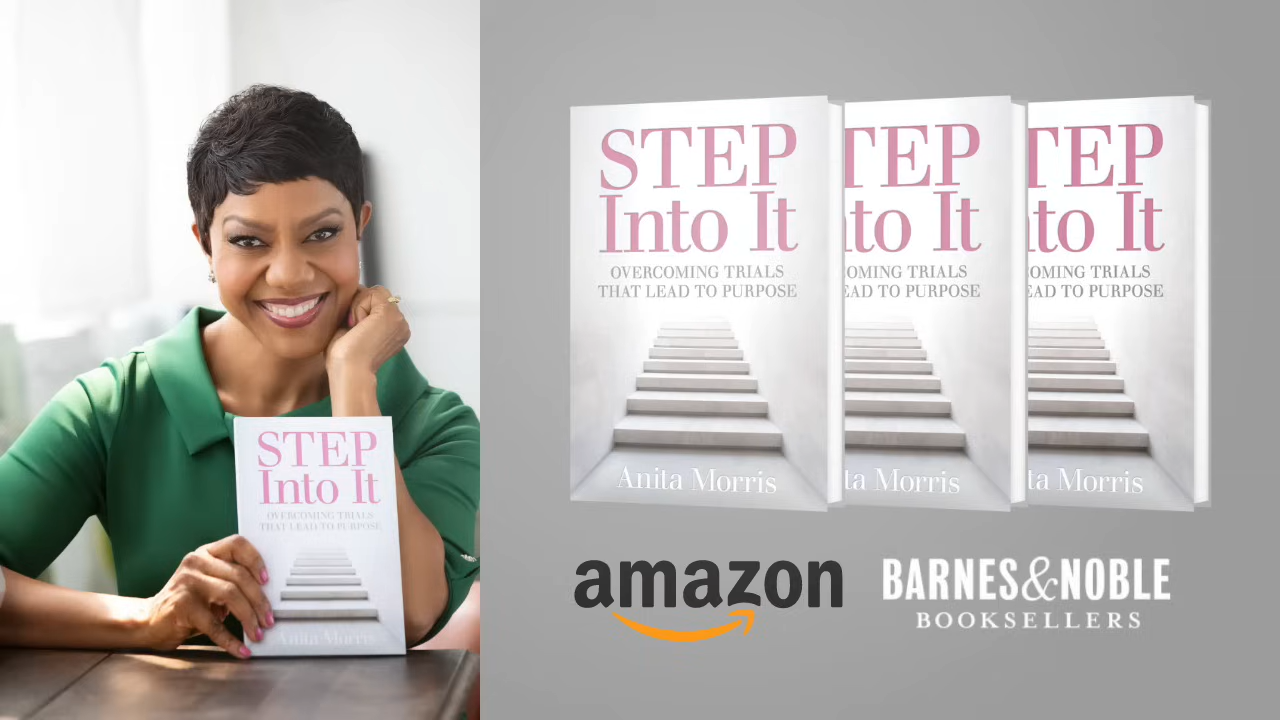 STEP
Into It
OVERCOMING TRIALS
THAT LEAD TO PURPOSE
Anita Morris
STEP
Into It
OVERCOMING TRIALS
THAT LEAD TO PURPOSE
Anita Morris
TEP
nto It
OMING TRIALS
EAD TO PURPOSE
ta Morris
TEP
to It
OMING TRIALS
EAD TO PURPOSE
ta Morris
amazon
BARNES&NOBLE
BOOKSELLERS